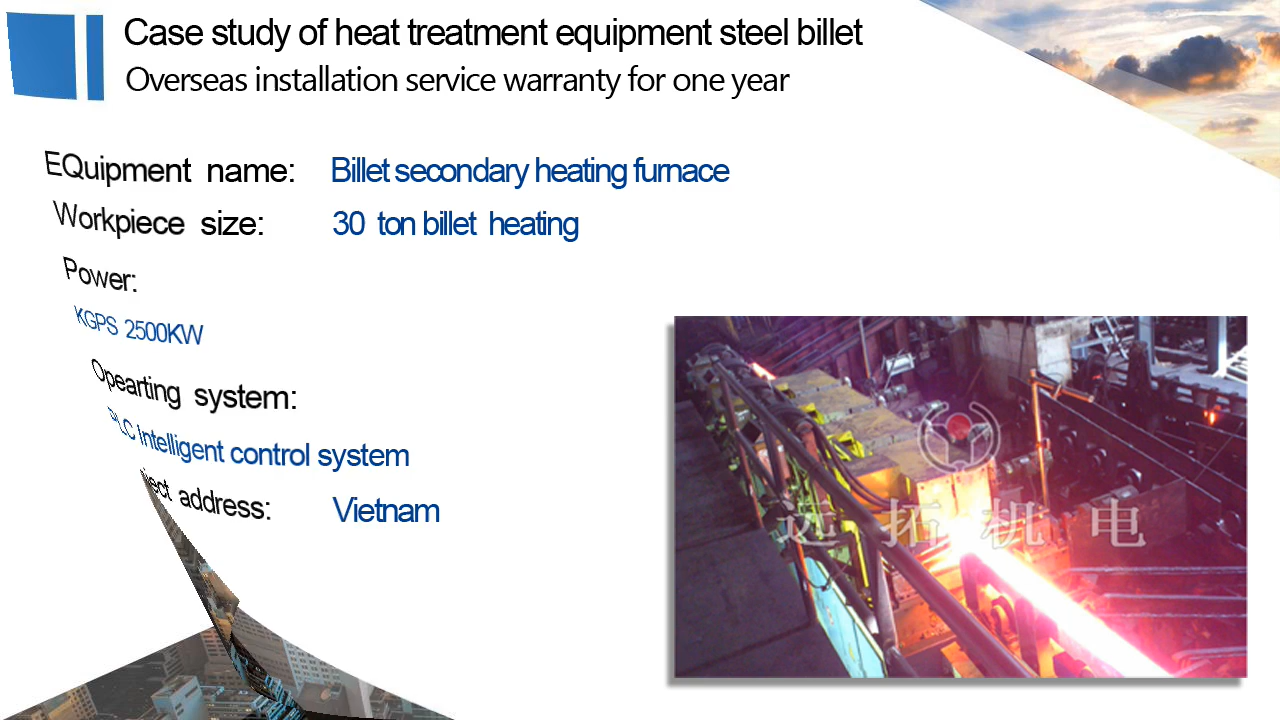 Case study of heat treatment equipment steel billet
Overseas installation service warranty for one year
EQuipment name: Billet secondary heating furnace
Workpiece size: 30 ton billet heating
Power:
KGPS 2500KW
Opearting system:
PLC intelligent control system
address: Vietnam
远拓机电